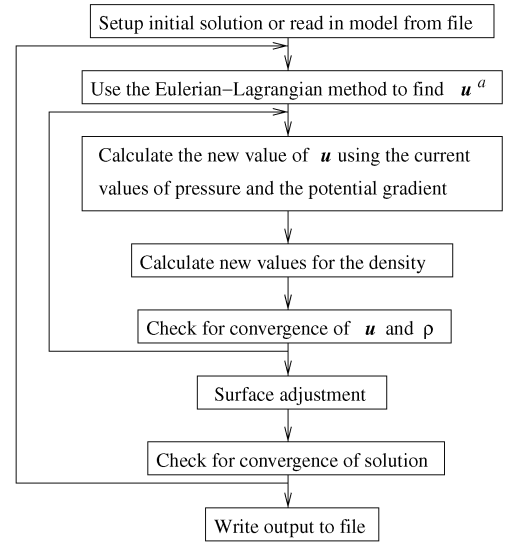 Setup initial solution or read in model from file
Use the Eulerian−Lagrangian method to find u a
Calculate the new value of u using the current
values of pressure and the potential gradient
Calculate new values for the density
Check for convergence of u and ρ
Surface adjustment
Check for convergence of solution
Write output to file